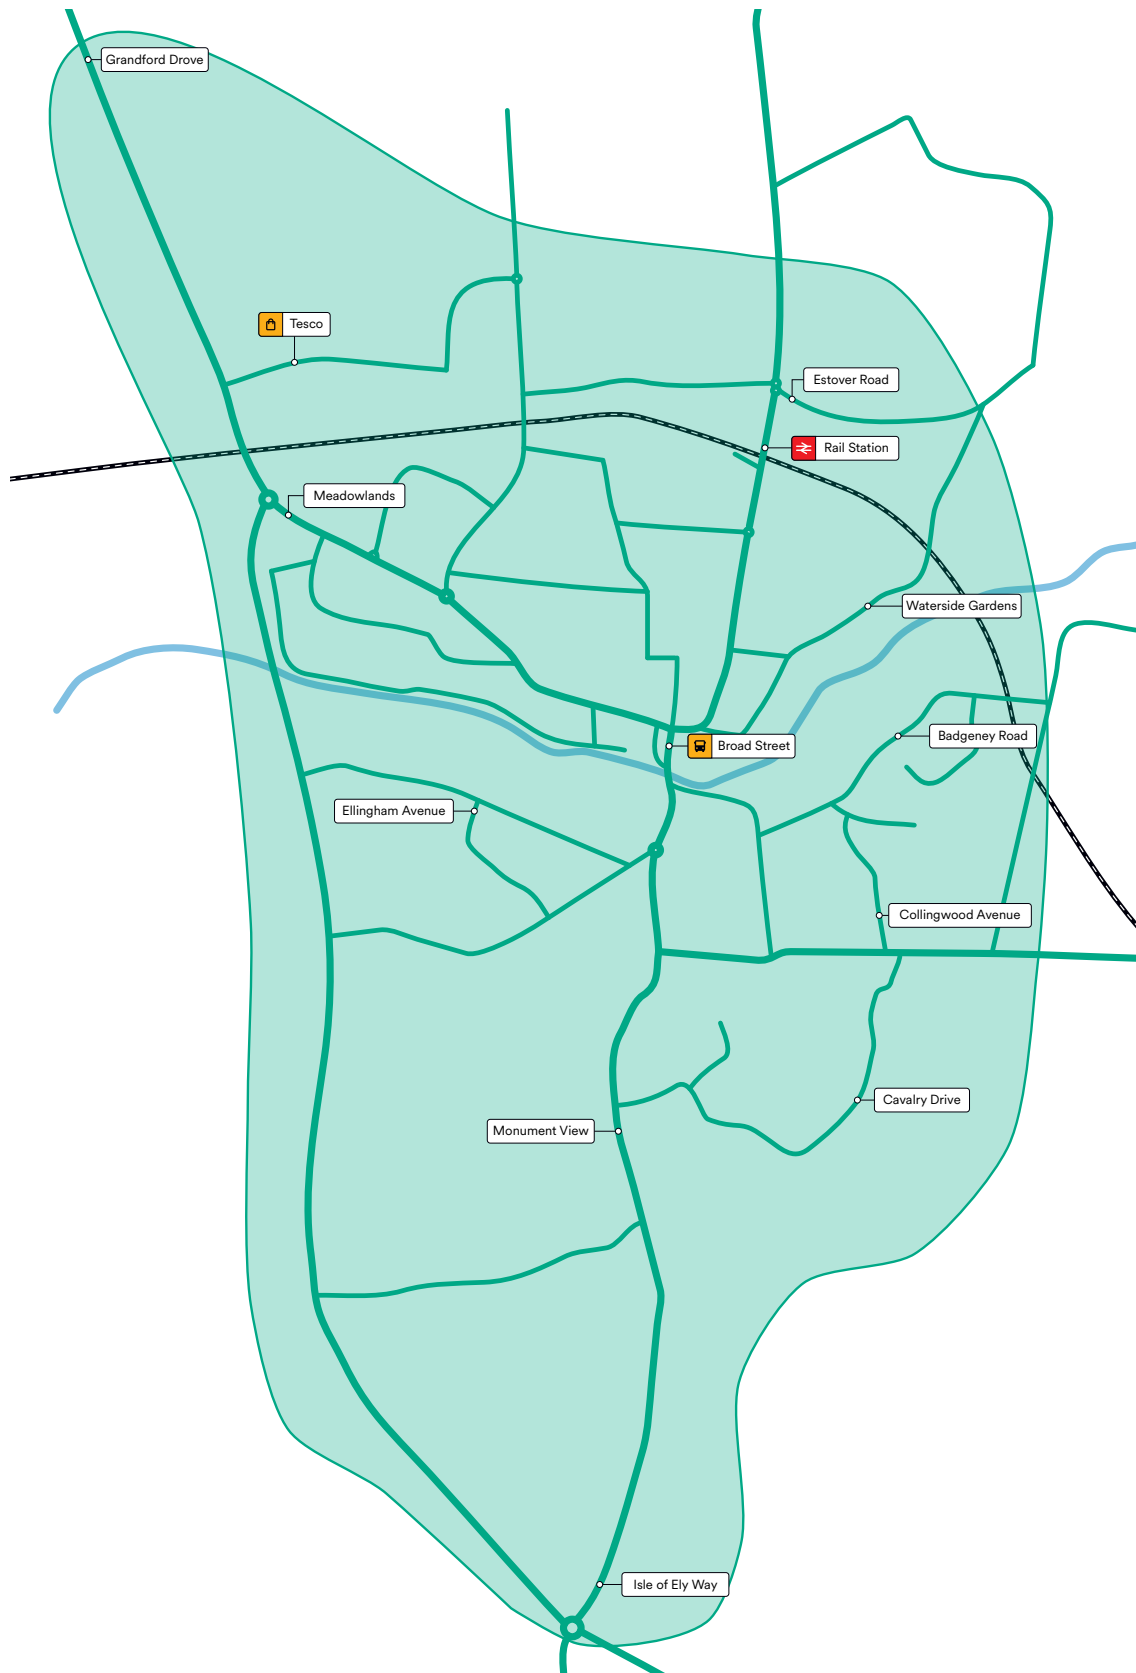 Grandford Drove
Tesco
Estover Road
Rail Station
Meadowlands
Waterside Gardens
Badgeney Road
Broad Street
Ellingham Avenue
Collingwood Avenue
Cavalry Drive
Monument View
Isle of Ely Way